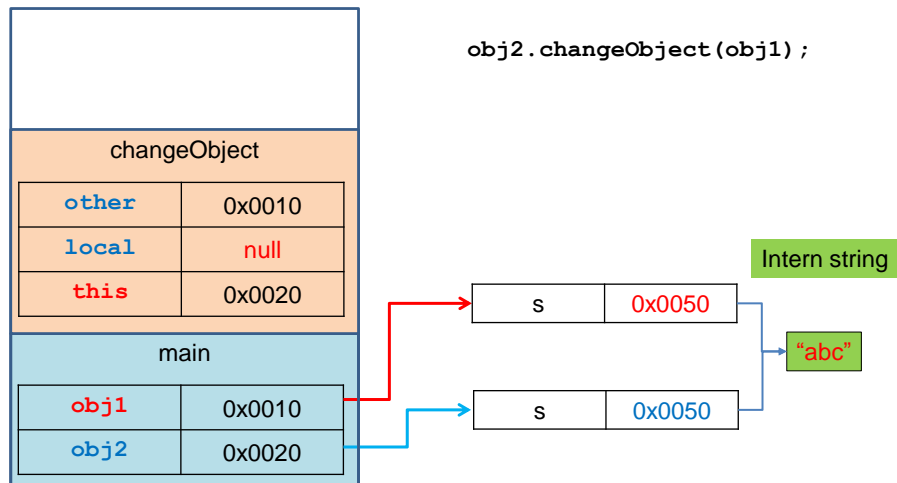 obj2.changeObject(obj1);
changeObject
other 0x0010
local null
this 0x0020
Intern string
s 0x0050
main
“abc”
obj1 0x0010
s 0x0050
obj2 0x0020